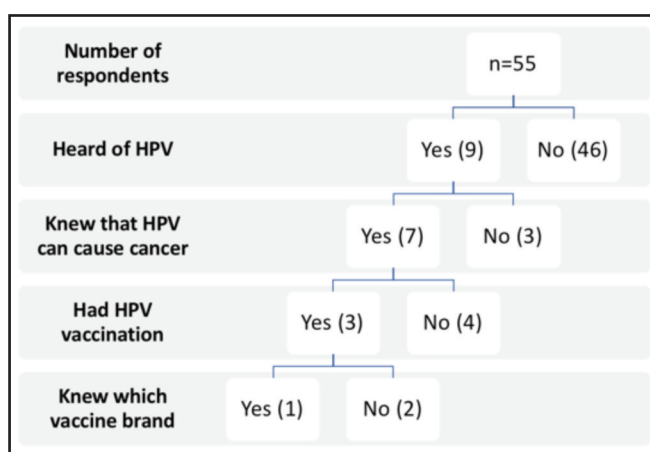 Number of
respondents
n=55
Heard of HPV
Yes (9)
No (46)
Knew that HPV
can cause cancer
Yes (7)
No (3)
Had HPV
vaccination
Yes (3)
No (4)
Knew which
vaccine brand
Yes (1)
No (2)